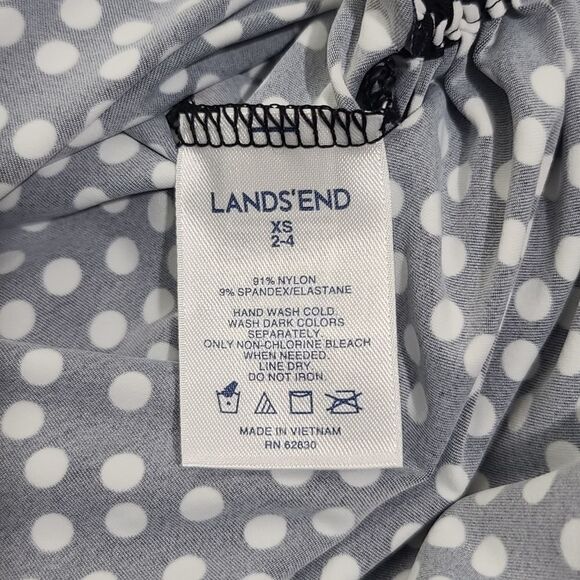 LANDS'END
XS
2-4
91% NYLON
9% SPANDEX/ELASTANE
HAND WASH COLD.
WASH DARK COLORS
SEPARATELY.
ONLY NON-CHLORINE BLEACH
WHEN NEEDED.
LINE DRY.
DO NOT IRON.
MADE IN VIETNAM
RN 62830